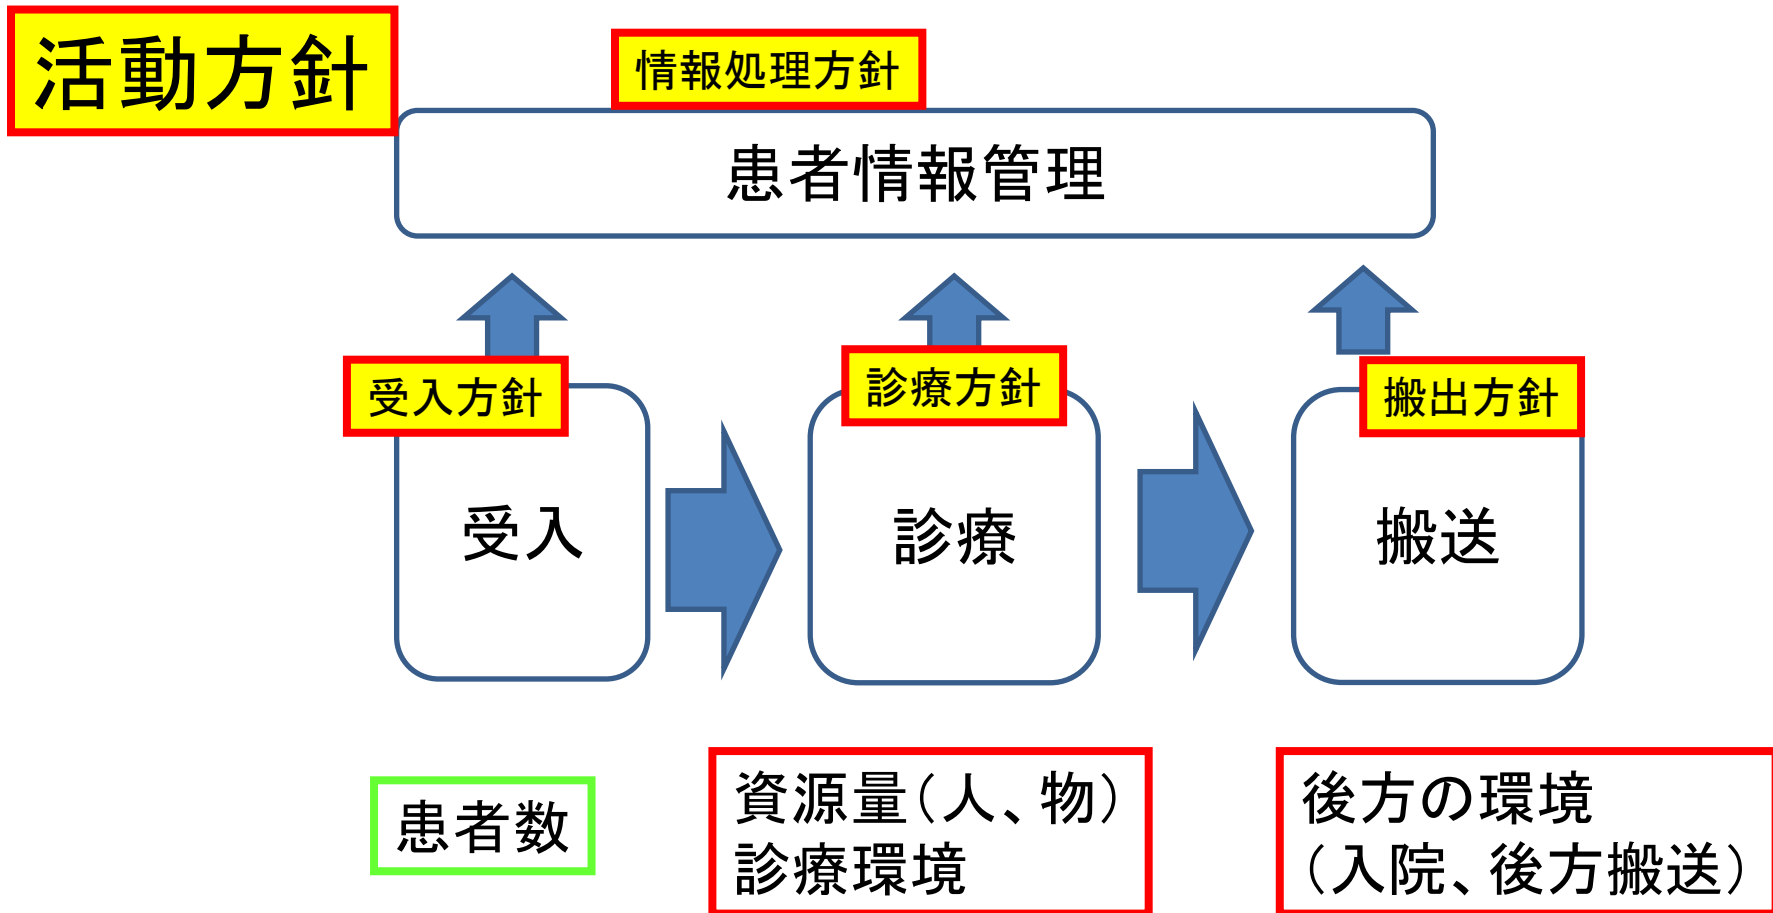 活動方針
情報処理方針
患者情報管理
受入方針
診療方針
搬出方針
受入
診療
搬送
患者数
資源量（人、物）
診療環境
後方の環境
（入院、後方搬送）